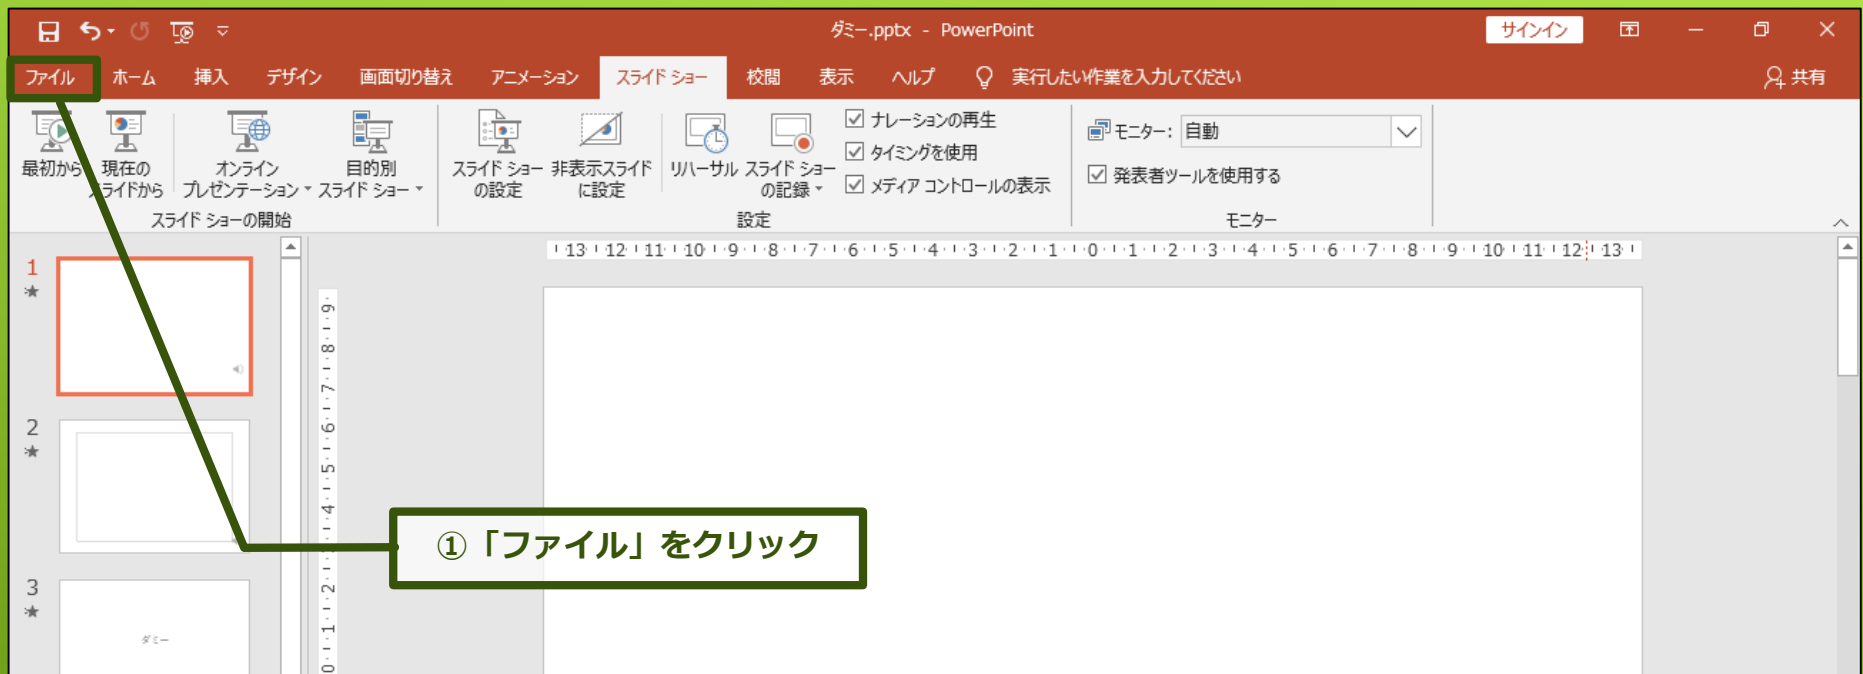 ダミー.pptx - PowerPoint
サインイン
ファイル ホーム 挿入 デザイン 画面切り替え アニメーション スライド ショー 校閲 表示 ヘルプ 実行したい作業を入力してください 共有
最初から
現在の
スライドから
オンライン
プレゼンテーション
目的別
スライド ショー
スライド ショーの開始
スライド ショー
の設定
非表示スライド
に設定
リハーサル
スライド ショー
の記録
ナレーションの再生
タイミングを使用
メディア コントロールの表示
設定
モニター: 自動
発表者ツールを使用する
モニター
13 12 11 10 9 8 7 6 5 4 3 2 1 0 1 2 3 4 5 6 7 8 9 10 11 12 13
9 8 7 6 5 4 3 2 1 0
1
2
3
ダミー
①「ファイル」をクリック